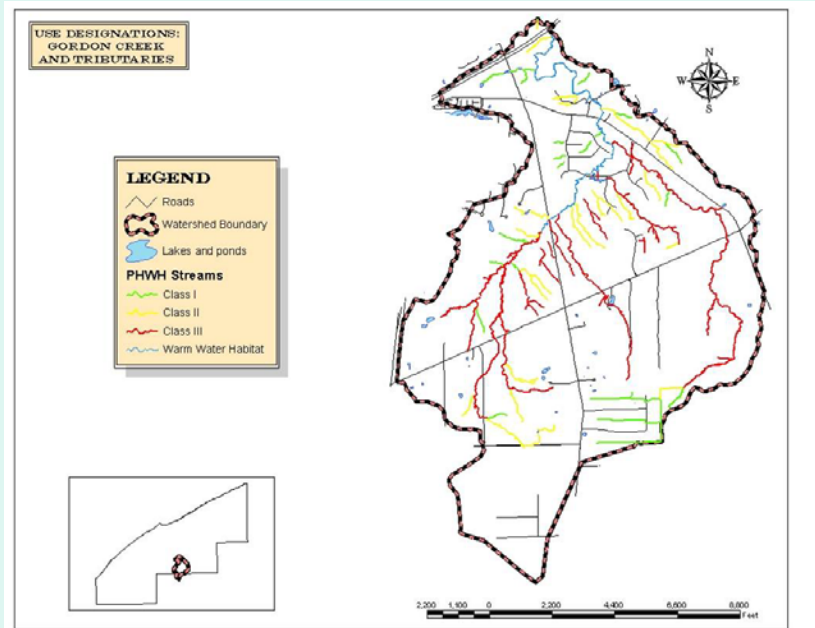 USE DESIGNATIONS:
GORDON CREEK
AND TRIBUTARIES
N
W E
S
LEGEND
Roads
Watershed Boundary
Lakes and ponds
PHWH Streams
Class I
Class II
Class III
Warm Water Habitat
2,200 1,100 0 2,200 4,400 6,600 8,800
Feet